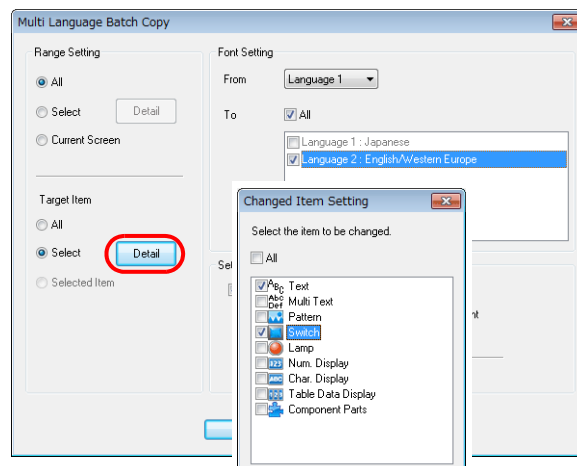 Multi Language Batch Copy
Range Setting
All
Select
Detail
Current Screen
Target Item
All
Select
Detail
Selected Item
Font Setting
From
Language 1
To
All
Language 1 : Japanese
Language 2 : English/Western Europe
Changed Item Setting
Select the item to be changed.
All
Text
Multi Text
Pattern
Switch
Lamp
Num. Display
Char. Display
Table Data Display
Component Parts